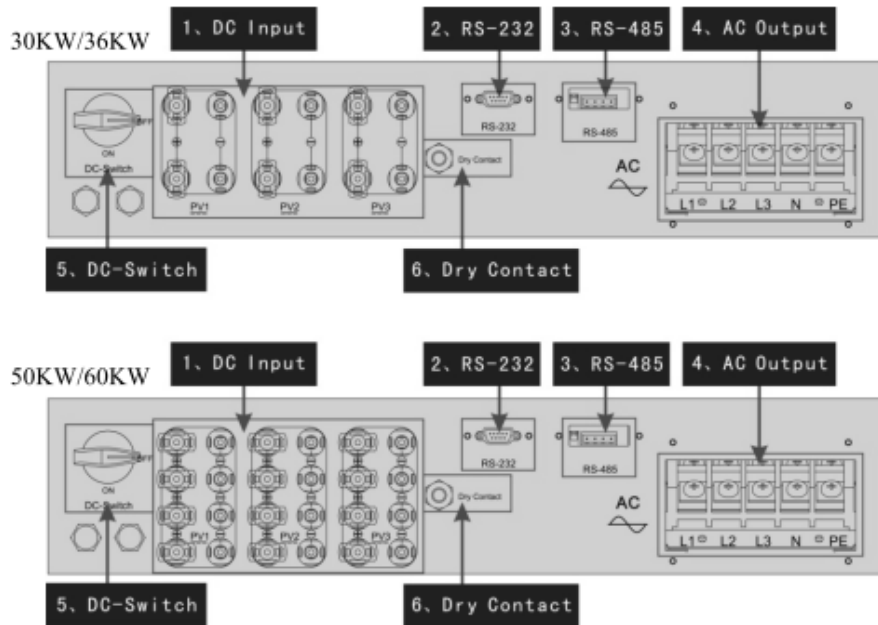 1、DC Input
2、RS-232
3、RS-485
4、AC Output
30KW/36KW
OFF
ON
DC-Switch
RS-232
RS-485
Dry Contact
AC
PV1
PV2
PV3
L1
L2
L3
N
PE
5、DC-Switch
6、Dry Contact
1、DC Input
2、RS-232
3、RS-485
4、AC Output
50KW/60KW
OFF
ON
DC-Switch
RS-232
RS-485
Dry Contact
AC
PV1
PV2
PV3
L1
L2
L3
N
PE
5、DC-Switch
6、Dry Contact